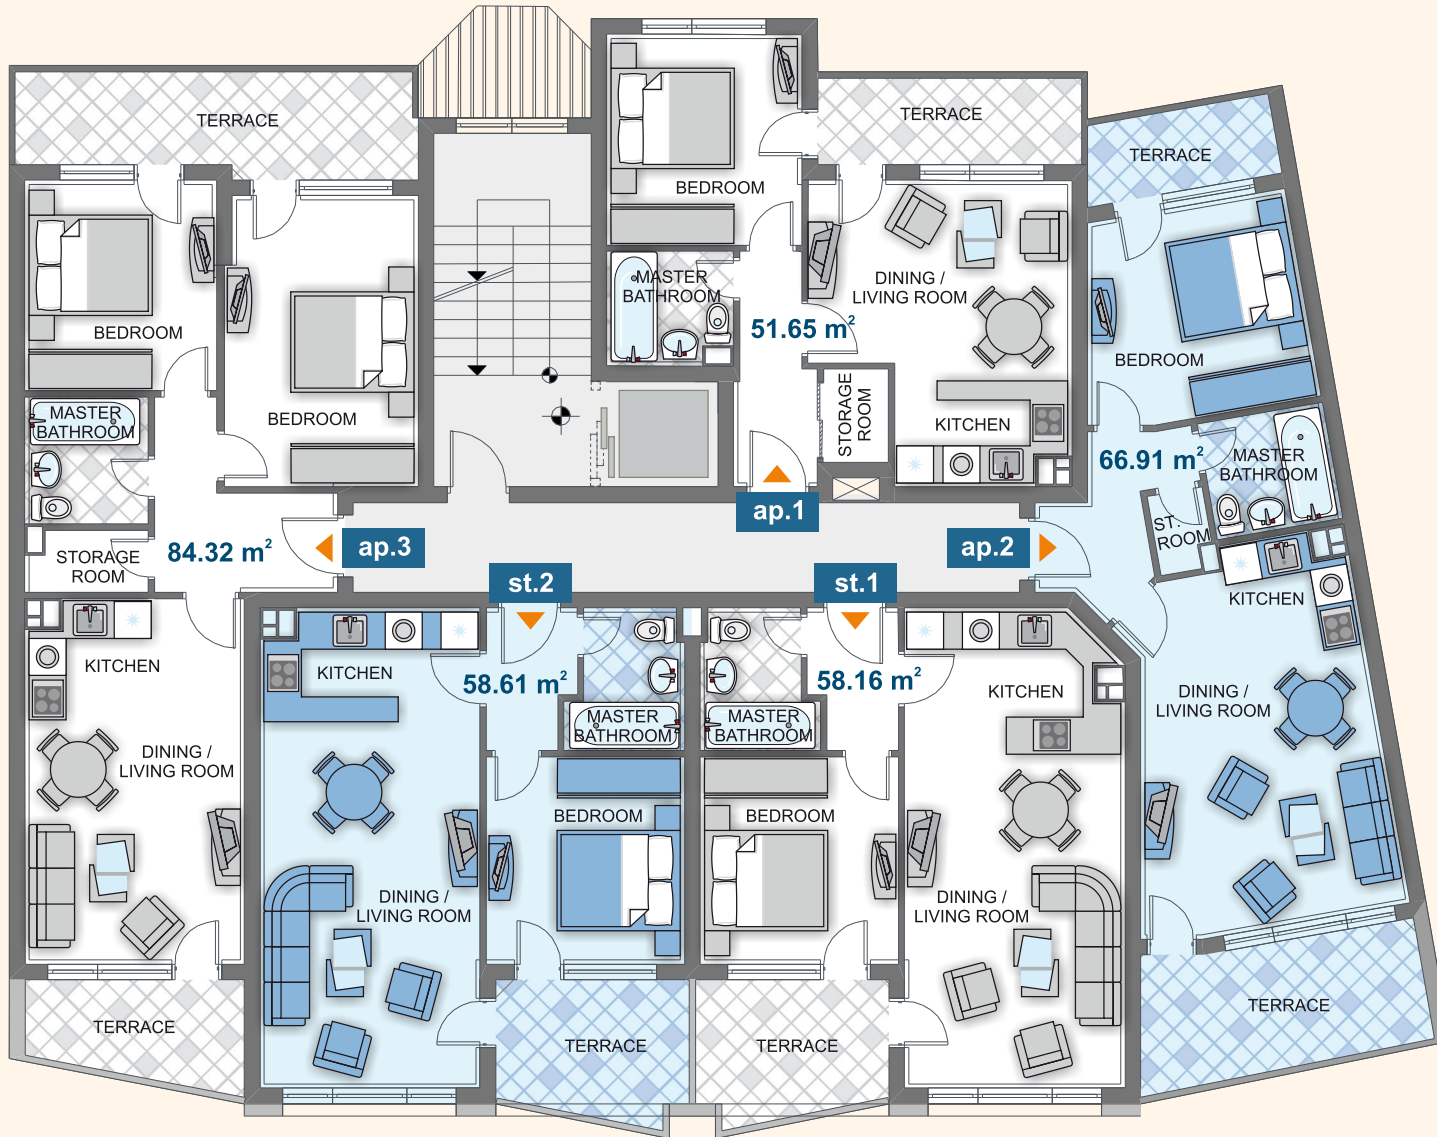 TERRACE
BEDROOM
BEDROOM
MASTER
BATHROOM
STORAGE
ROOM
84.32 m²
ap.3
KITCHEN
DINING /
LIVING ROOM
TERRACE
BEDROOM
TERRACE
MASTER
BATHROOM
51.65 m²
DINING /
LIVING ROOM
STORAGE
ROOM
KITCHEN
ap.1
TERRACE
BEDROOM
66.91 m²
MASTER
BATHROOM
ST.
ROOM
ap.2
KITCHEN
DINING /
LIVING ROOM
TERRACE
st.2
KITCHEN
58.61 m²
MASTER
BATHROOM
BEDROOM
DINING /
LIVING ROOM
TERRACE
st.1
58.16 m²
KITCHEN
MASTER
BATHROOM
BEDROOM
DINING /
LIVING ROOM
TERRACE